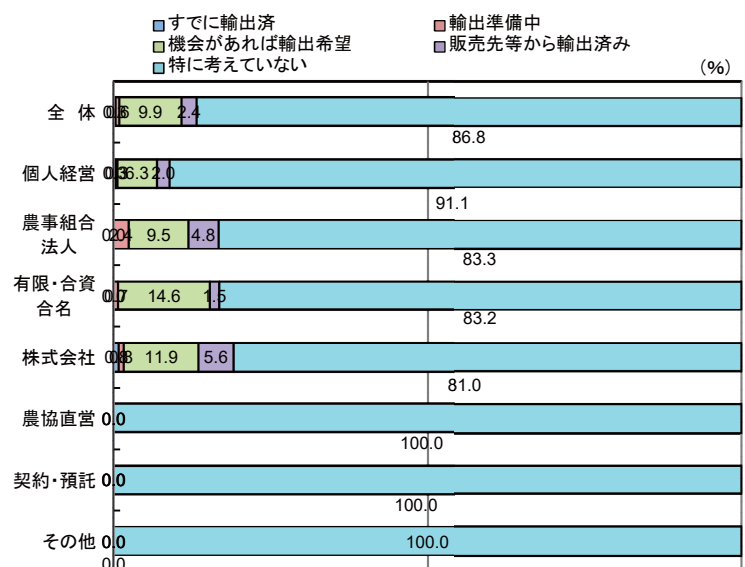 すでに輸出済 輸出準備中
機会があれば輸出希望 販売先等から輸出済み
特に考えていない
(%)
全 体 9.9 2.4
86.8
個人経営 6.3 2.0
91.1
農事組合
法人 9.5 4.8
83.3
有限・合資
合名 14.6 1.5
83.2
株式会社 11.9 5.6
81.0
農協直営 0.0
100.0
契約・預託 0.0
100.0
その他 0.0 100.0
0.0